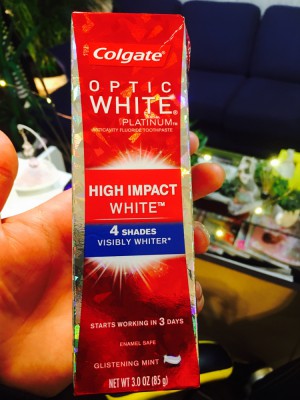 Colgate®
OPTIC
WHITE®
PLATINUM™
ANTICAVITY FLUORIDE TOOTHPASTE
HIGH IMPACT
WHITE™
4 SHADES
VISIBLY WHITER*
STARTS WORKING IN 3 DAYS
ENAMEL SAFE
GLISTENING MINT
NET WT 3.0 OZ (85 g)